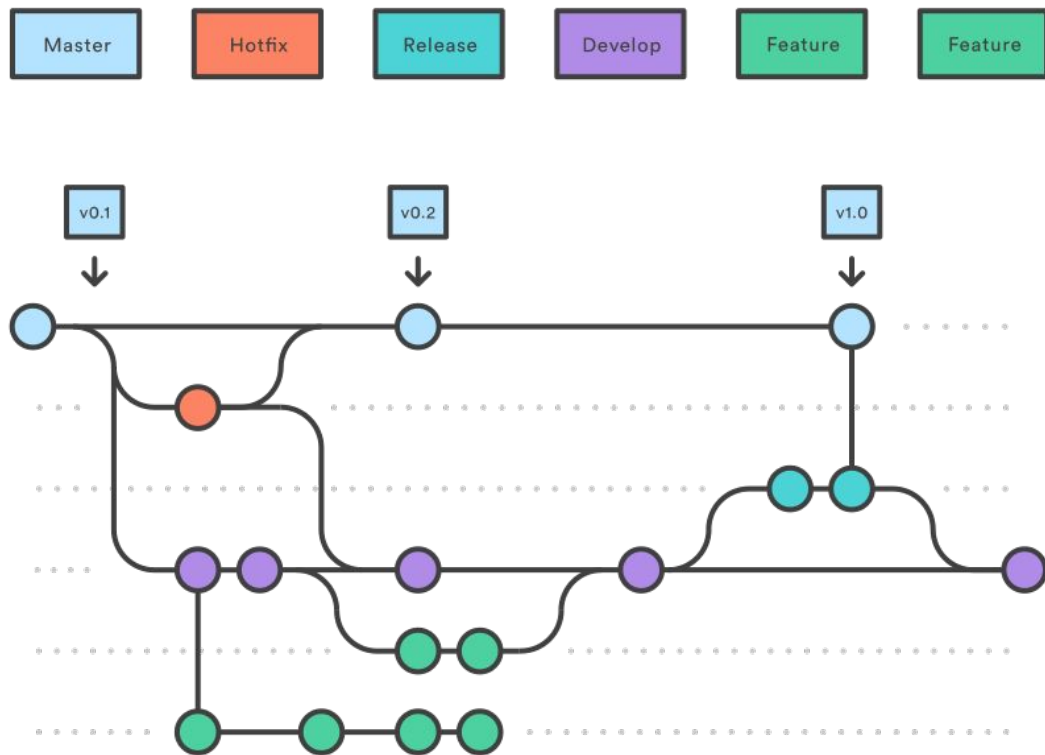 Master
Hotfix
Release
Develop
Feature
Feature
v0.1
v0.2
v1.0